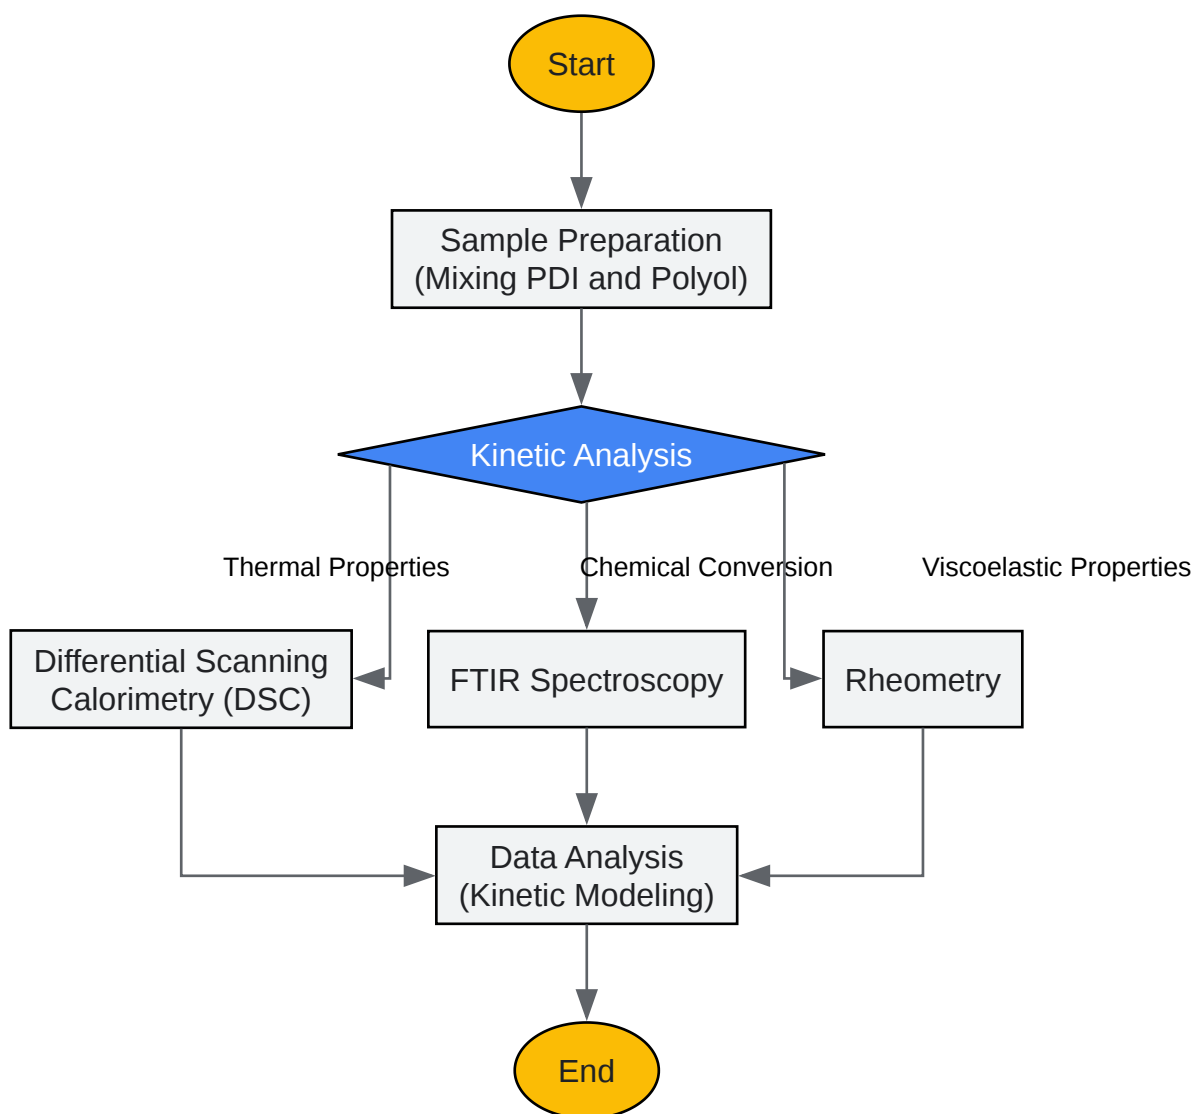 Start
Sample Preparation
(Mixing PDI and Polyol)
Kinetic Analysis
Thermal Properties
Chemical Conversion
Viscoelastic Properties
Differential Scanning
Calorimetry (DSC)
FTIR Spectroscopy
Rheometry
Data Analysis
(Kinetic Modeling)
End